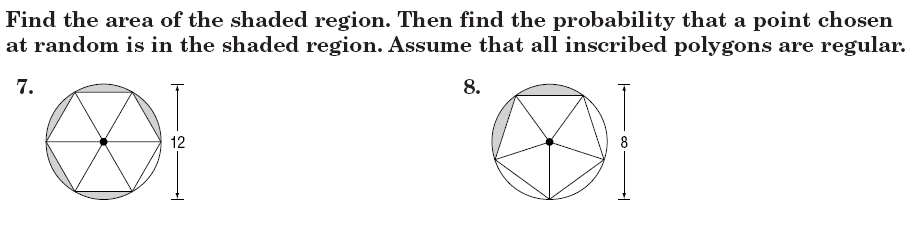 Find the area of the shaded region. Then find the probability that a point chosen
at random is in the shaded region. Assume that all inscribed polygons are regular.
7.
12
8.
8